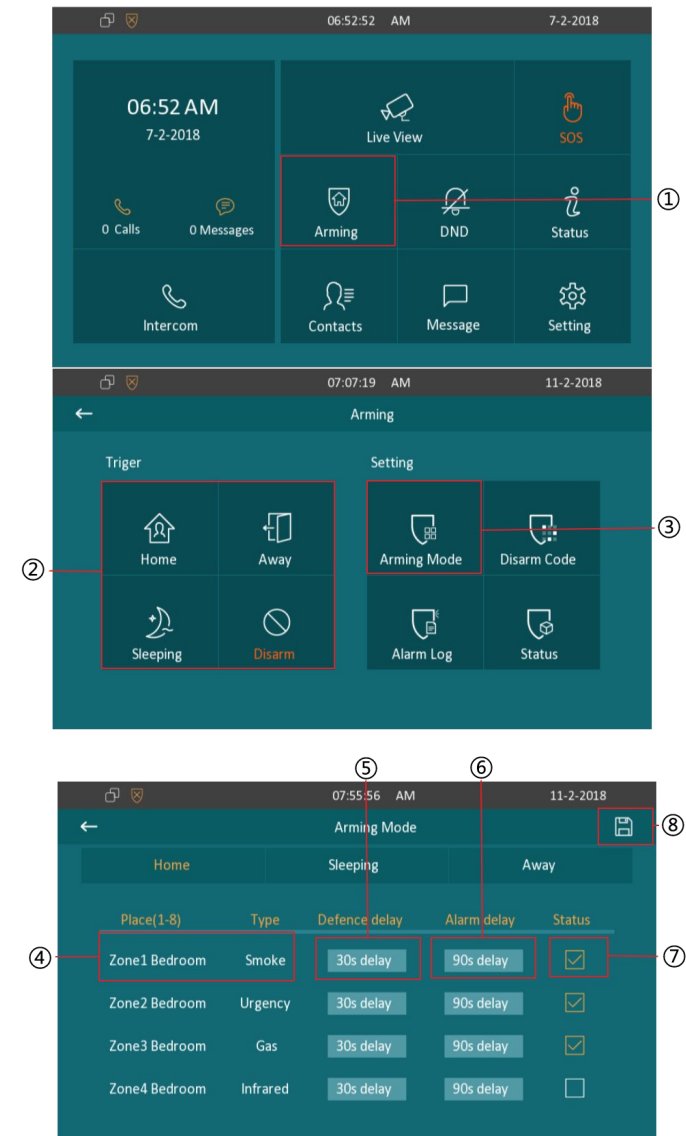 06:52:52 AM 7-2-2018
06:52 AM
7-2-2018
Live View
SOS
①
0 Calls 0 Messages
Arming DND Status
Intercom
Contacts Message Setting
07:07:19 AM 11-2-2018
Arming
Triger Setting
③
②
Home Away Arming Mode Disarm Code
Sleeping Disarm Alarm Log Status
⑤ ⑥
07:55:56 AM 11-2-2018
Arming Mode
⑧
Home Sleeping Away
Place(1-8) Type Defence delay Alarm delay Status
④ Zone1 Bedroom Smoke 30s delay 90s delay ⑦
Zone2 Bedroom Urgency 30s delay 90s delay
Zone3 Bedroom Gas 30s delay 90s delay
Zone4 Bedroom Infrared 30s delay 90s delay